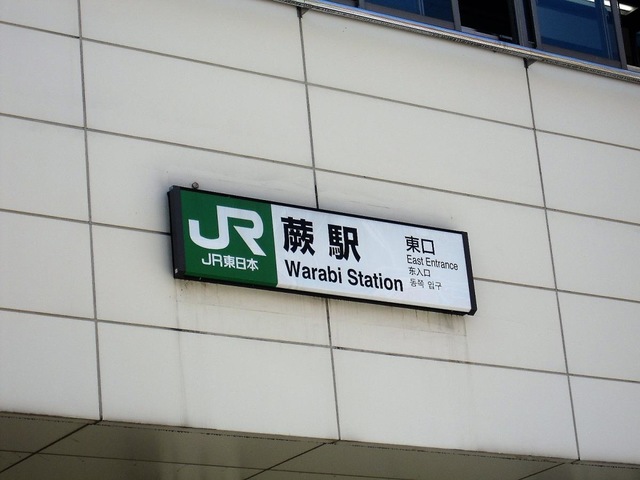 JR
JR東日本
蕨駅
Warabi Station
東口
East Entrance
东入口
동쪽 입구